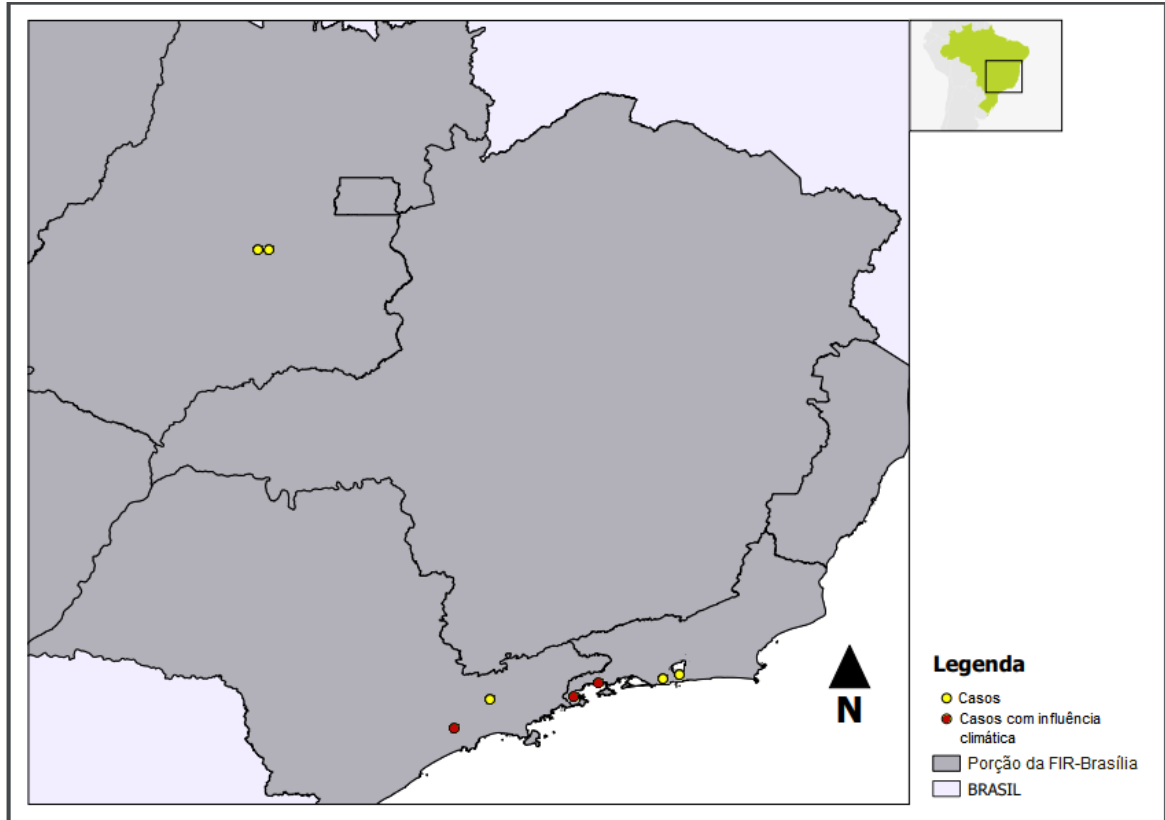 N
Legenda
Casos
Casos com influência
climática
Porção da FIR-Brasília
BRASIL